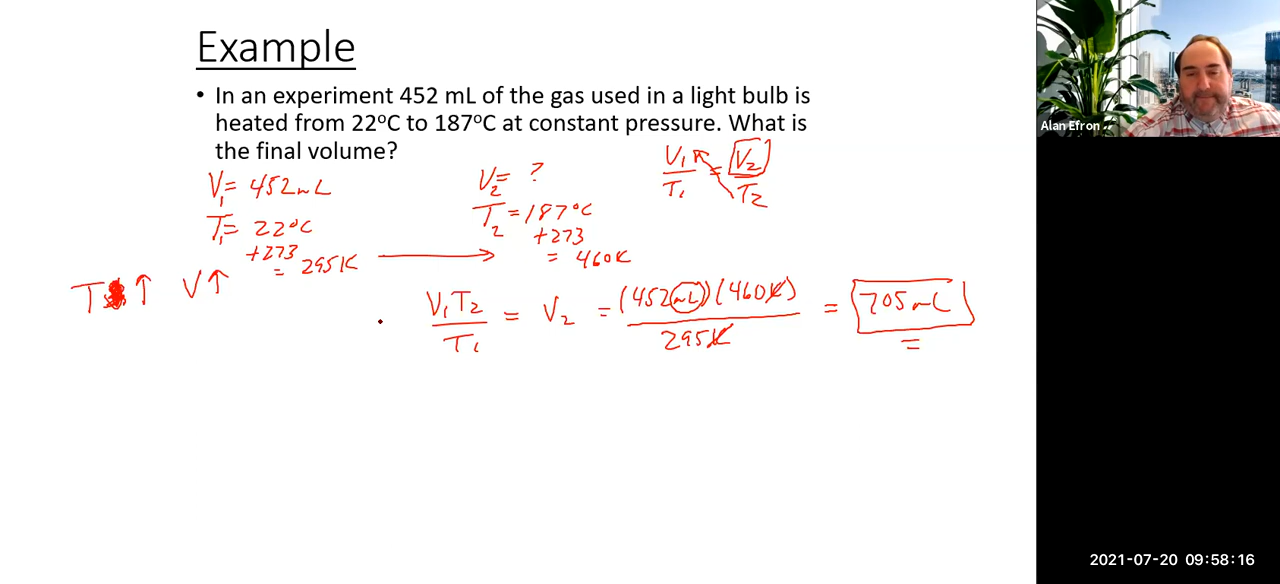 Example
• In an experiment 452 mL of the gas used in a light bulb is
heated from 22°C to 187°C at constant pressure. What is
the final volume?
V₁ = 452 mL
T₁ = 22°C
+273
= 295K
V₂ = ?
T₂ = 187°C
+273
= 460K
V₁/T₁ = V₂/T₂
T ↑ V ↑
V₁T₂/T₁ = V₂ = (452 mL)(460K)/295K = 705 mL
Alan Efron
2021-07-20 09:58:16